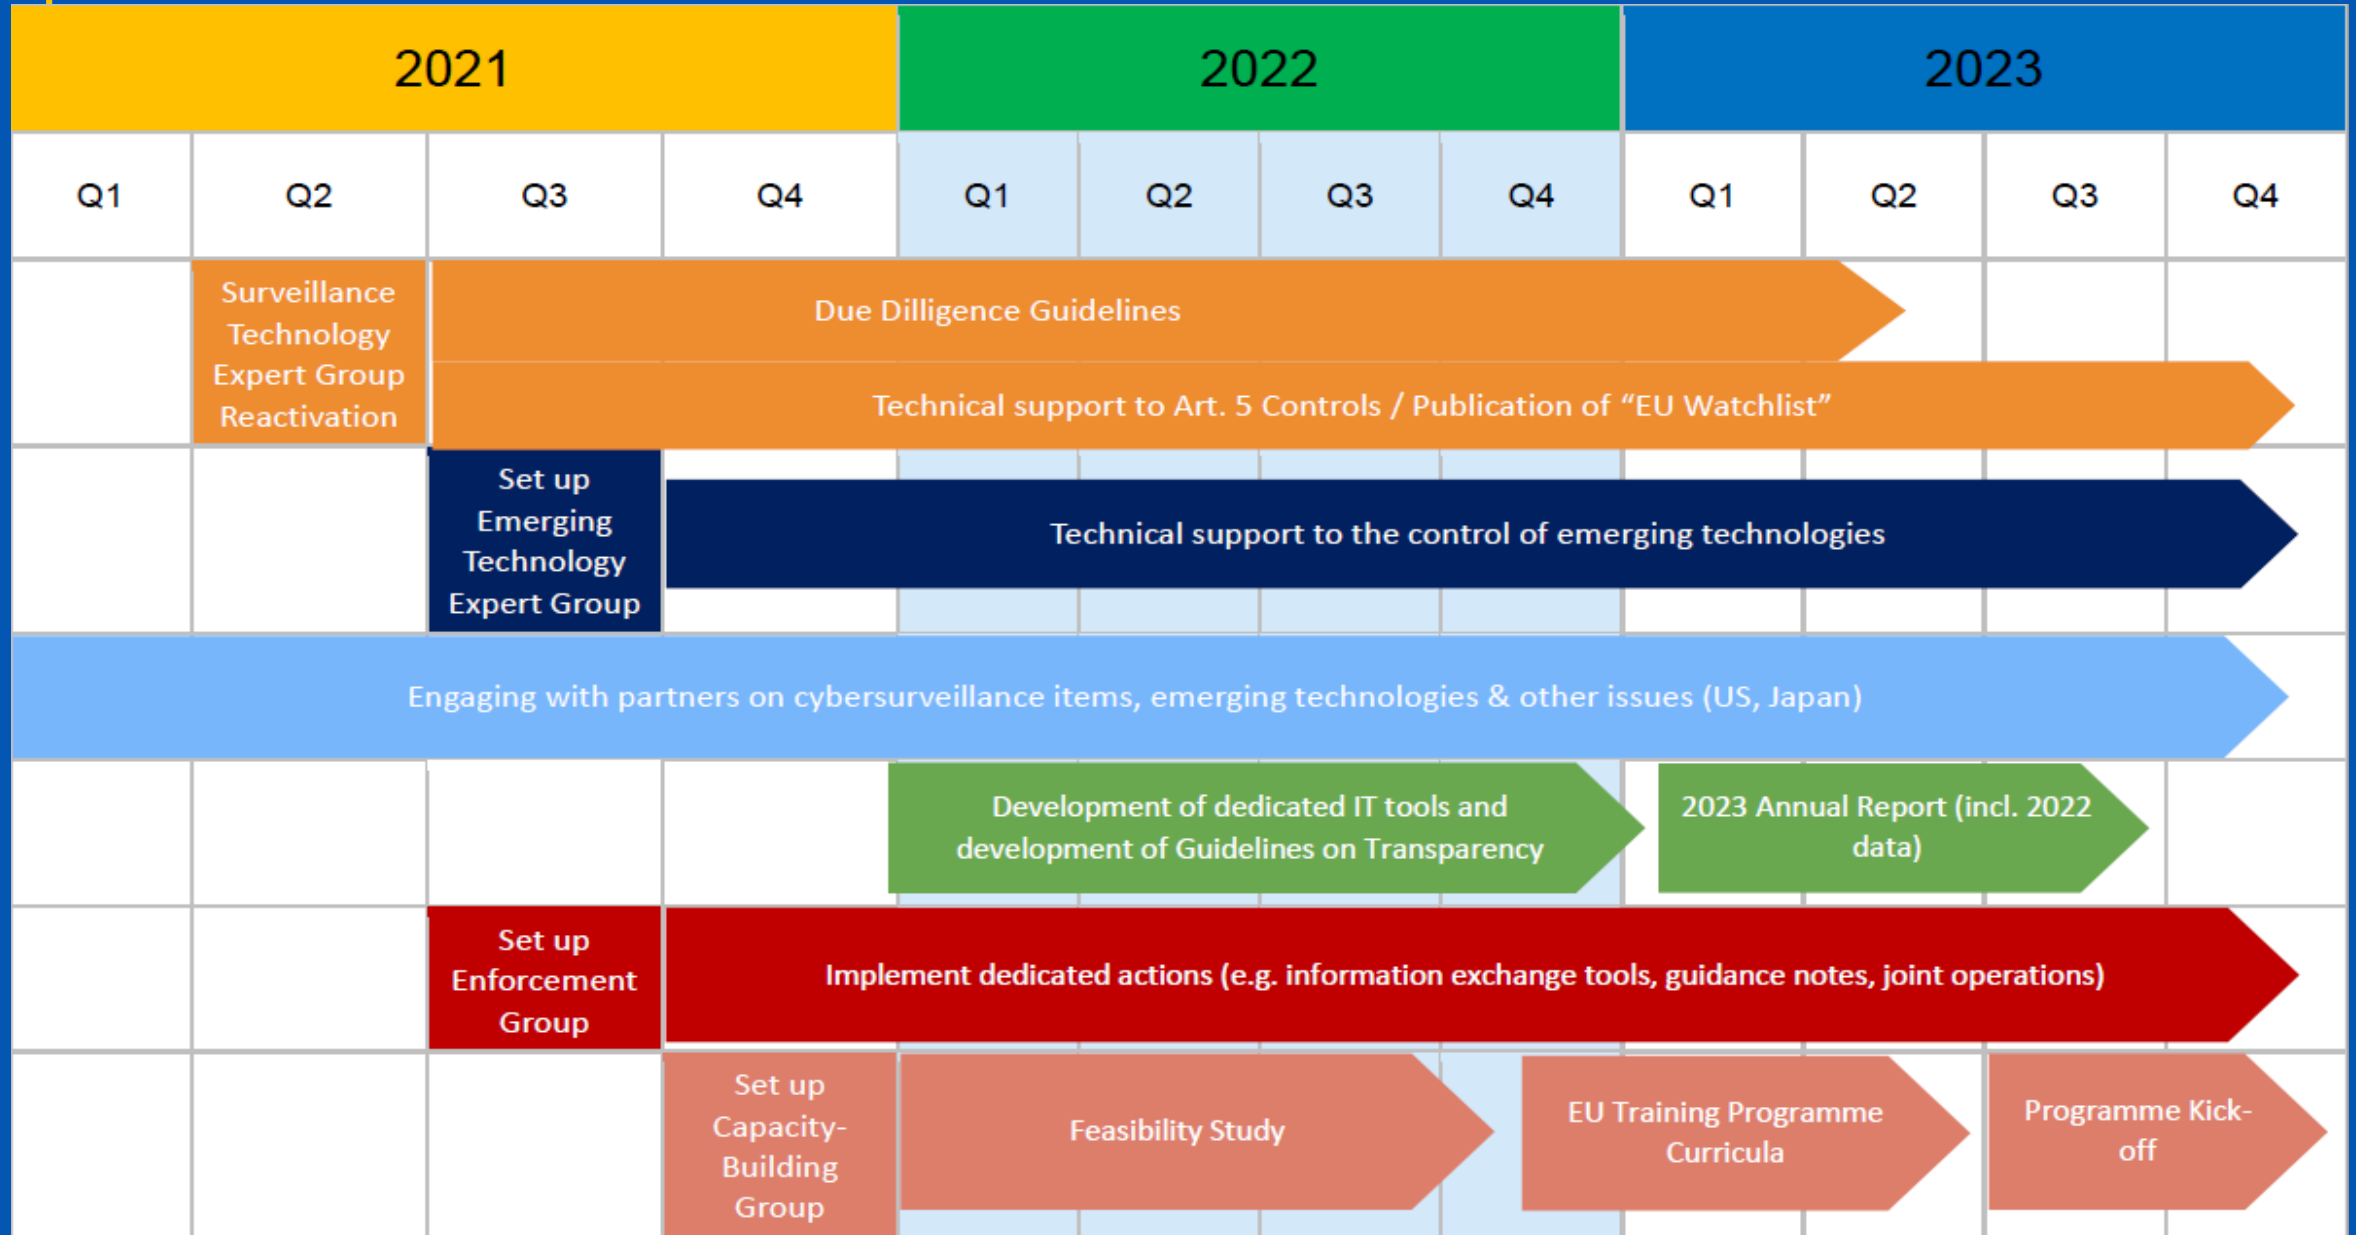 2021
2022
2023
Q1
Q2
Q3
Q4
Q1
Q2
Q3
Q4
Q1
Q2
Q3
Q4
Surveillance
Technology
Expert Group
Reactivation
Due Dilligence Guidelines
Technical support to Art. 5 Controls / Publication of “EU Watchlist”
Set up
Emerging
Technology
Expert Group
Technical support to the control of emerging technologies
Engaging with partners on cybersurveillance items, emerging technologies & other issues (US, Japan)
Development of dedicated IT tools and
development of Guidelines on Transparency
2023 Annual Report (incl. 2022
data)
Set up
Enforcement
Group
Implement dedicated actions (e.g. information exchange tools, guidance notes, joint operations)
Set up
Capacity-
Building
Group
Feasibility Study
EU Training Programme
Curricula
Programme Kick-
off